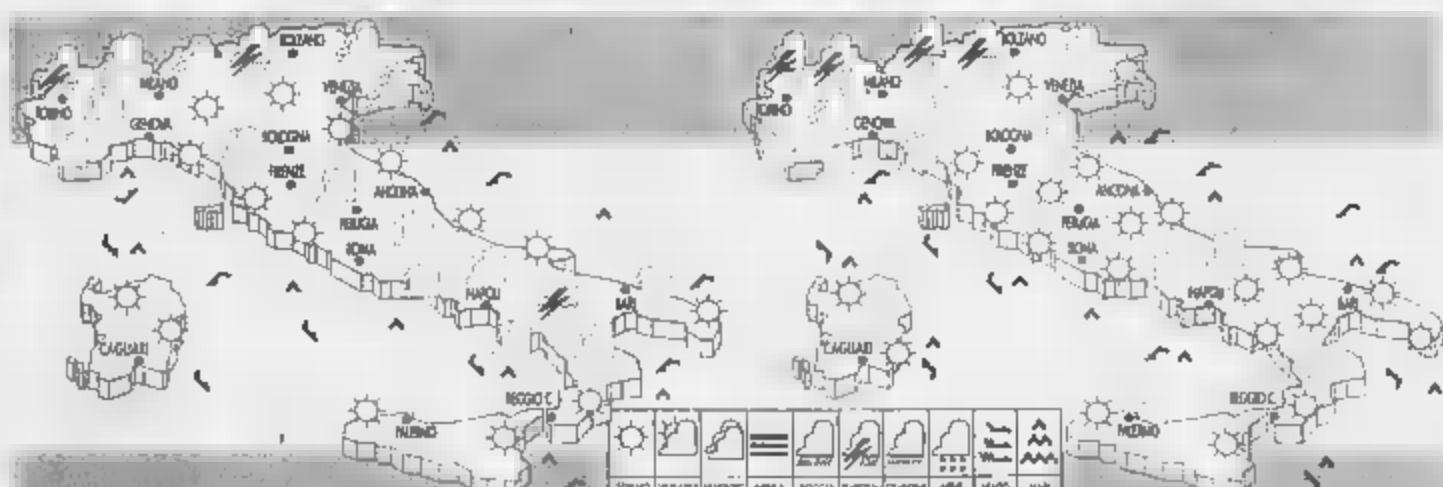 BOLZANO
MILANO
VENEZIA
TORINO
GENOVA
BOLOGNA
FIRENZE
ANCONA
PERUGIA
ROMA
NAPOLI
BARI
CAGLIARI
REGGIO C.
PALERMO
BOLZANO
MILANO
VENEZIA
TORINO
GENOVA
BOLOGNA
FIRENZE
ANCONA
PERUGIA
ROMA
NAPOLI
BARI
CAGLIARI
REGGIO C.
PALERMO